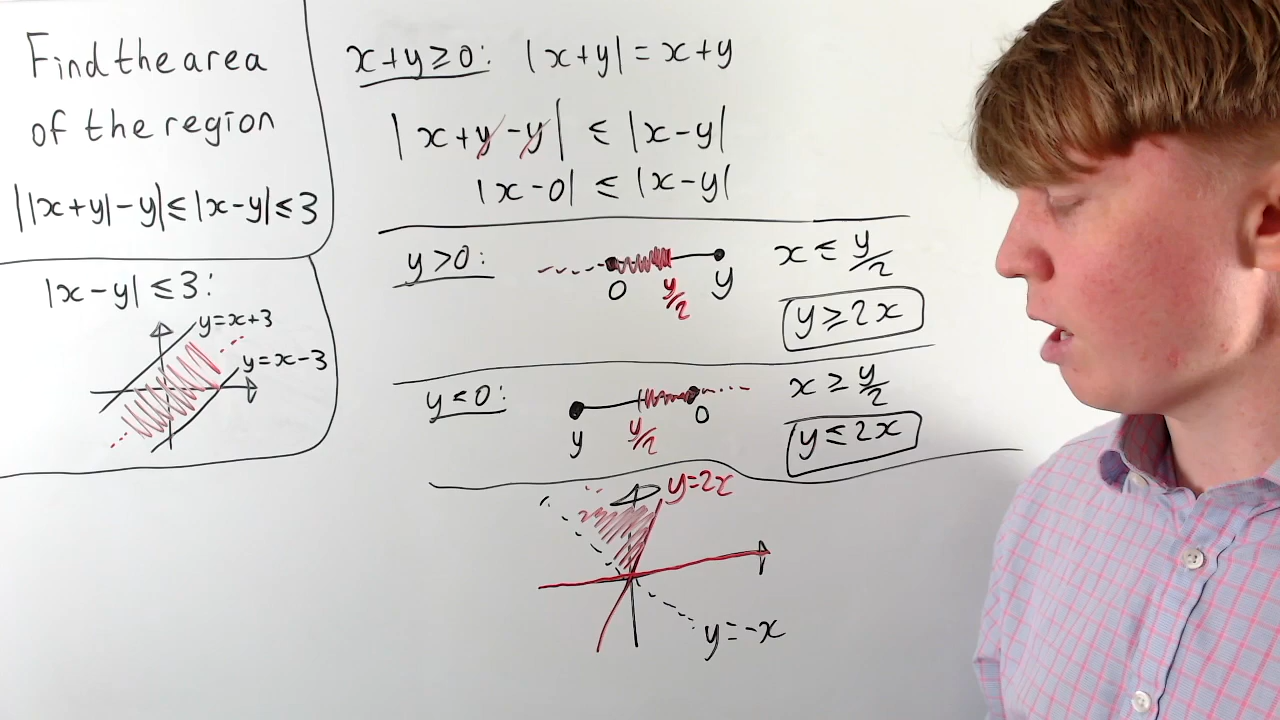 Find the area
of the region
||x+y|-y|≤|x-y|≤3
|x-y|≤3:
y=x+3
y=x-3
x+y≥0: |x+y|=x+y
|x+y-y| ≤ |x-y|
|x-0| ≤ |x-y|
y>0:
0 y/2 y
x ≤ y/2
y≥2x
y≤0:
y y/2 0
x ≥ y/2
y≤2x
y=2x
y=-x